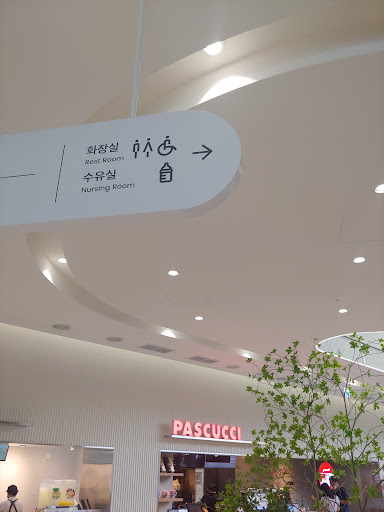 화장실
Rest Room
수유실
Nursing Room
PASCUCCI